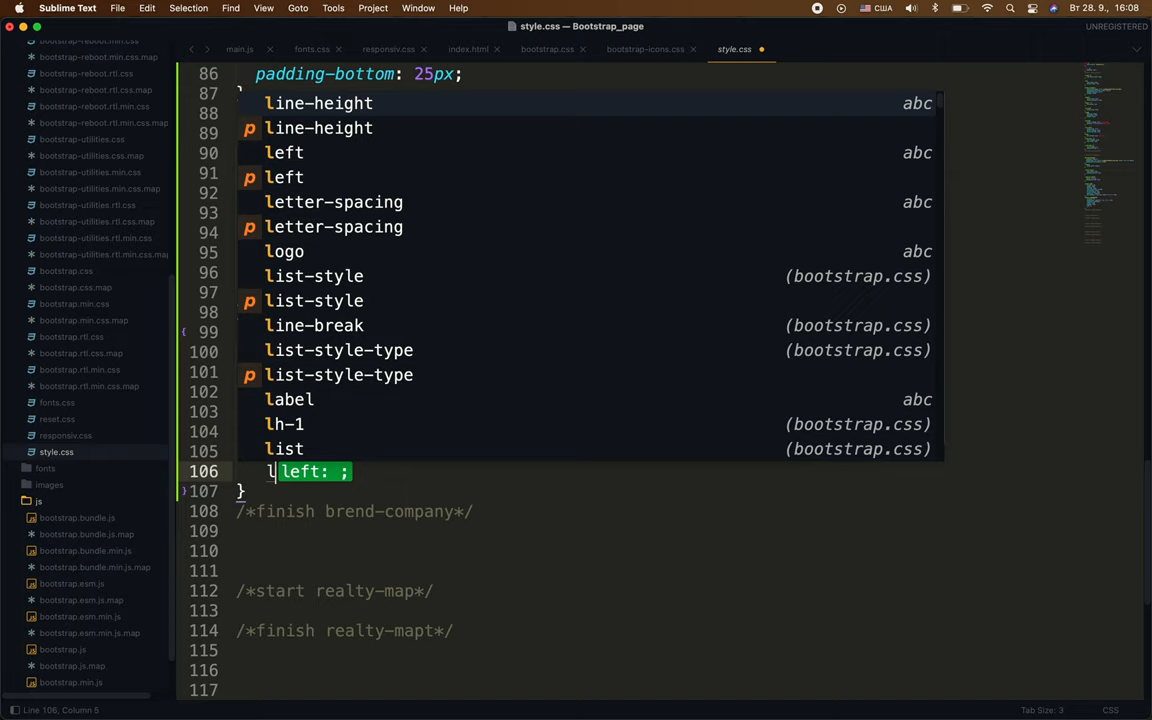 Sublime Text File Edit Selection Find View Goto Tools Project Window Help США Вт 28. 9., 16:08
style.css — Bootstrap_page UNREGISTERED
main.js fonts.css responsiv.css index.html bootstrap.css bootstrap-icons.css style.css
bootstrap-reboot.min.css.map
bootstrap-reboot.rtl.css
bootstrap-reboot.rtl.css.map
bootstrap-reboot.rtl.min.css
bootstrap-reboot.rtl.min.css.map
bootstrap-utilities.css
bootstrap-utilities.css.map
bootstrap-utilities.min.css
bootstrap-utilities.min.css.map
bootstrap-utilities.rtl.css
bootstrap-utilities.rtl.css.map
bootstrap-utilities.rtl.min.css
bootstrap-utilities.rtl.min.css.map
bootstrap.css
bootstrap.css.map
bootstrap.min.css
bootstrap.min.css.map
bootstrap.rtl.css
bootstrap.rtl.css.map
bootstrap.rtl.min.css
bootstrap.rtl.min.css.map
fonts.css
reset.css
responsiv.css
style.css
fonts
images
js
bootstrap.bundle.js
bootstrap.bundle.js.map
bootstrap.bundle.min.js
bootstrap.bundle.min.js.map
bootstrap.esm.js
bootstrap.esm.js.map
bootstrap.esm.min.js
bootstrap.esm.min.js.map
bootstrap.js
bootstrap.js.map
bootstrap.min.js
86 padding-bottom: 25px;
87 }
88
89
90
91
92
93
94
95
96
97
98
99
100
101
102
103
104
105
line-height abc
p line-height
left abc
p left
letter-spacing abc
p letter-spacing
logo abc
list-style (bootstrap.css)
p list-style
line-break (bootstrap.css)
list-style-type (bootstrap.css)
p list-style-type
label abc
lh-1 (bootstrap.css)
list (bootstrap.css)
106 l left: ;
107 }
108 /*finish brend-company*/
109
110
111
112 /*start realty-map*/
113
114 /*finish realty-mapt*/
115
116
117
Line 106, Column 5 Tab Size: 3 CSS